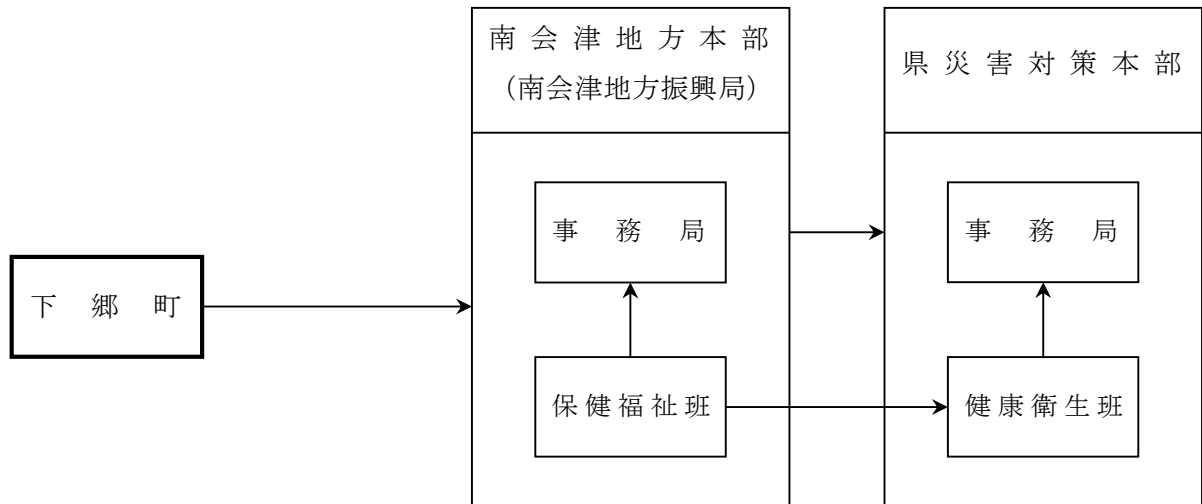 下郷町
南会津地方本部
（南会津地方振興局）
事務局
保健福祉班
県災害対策本部
事務局
健康衛生班